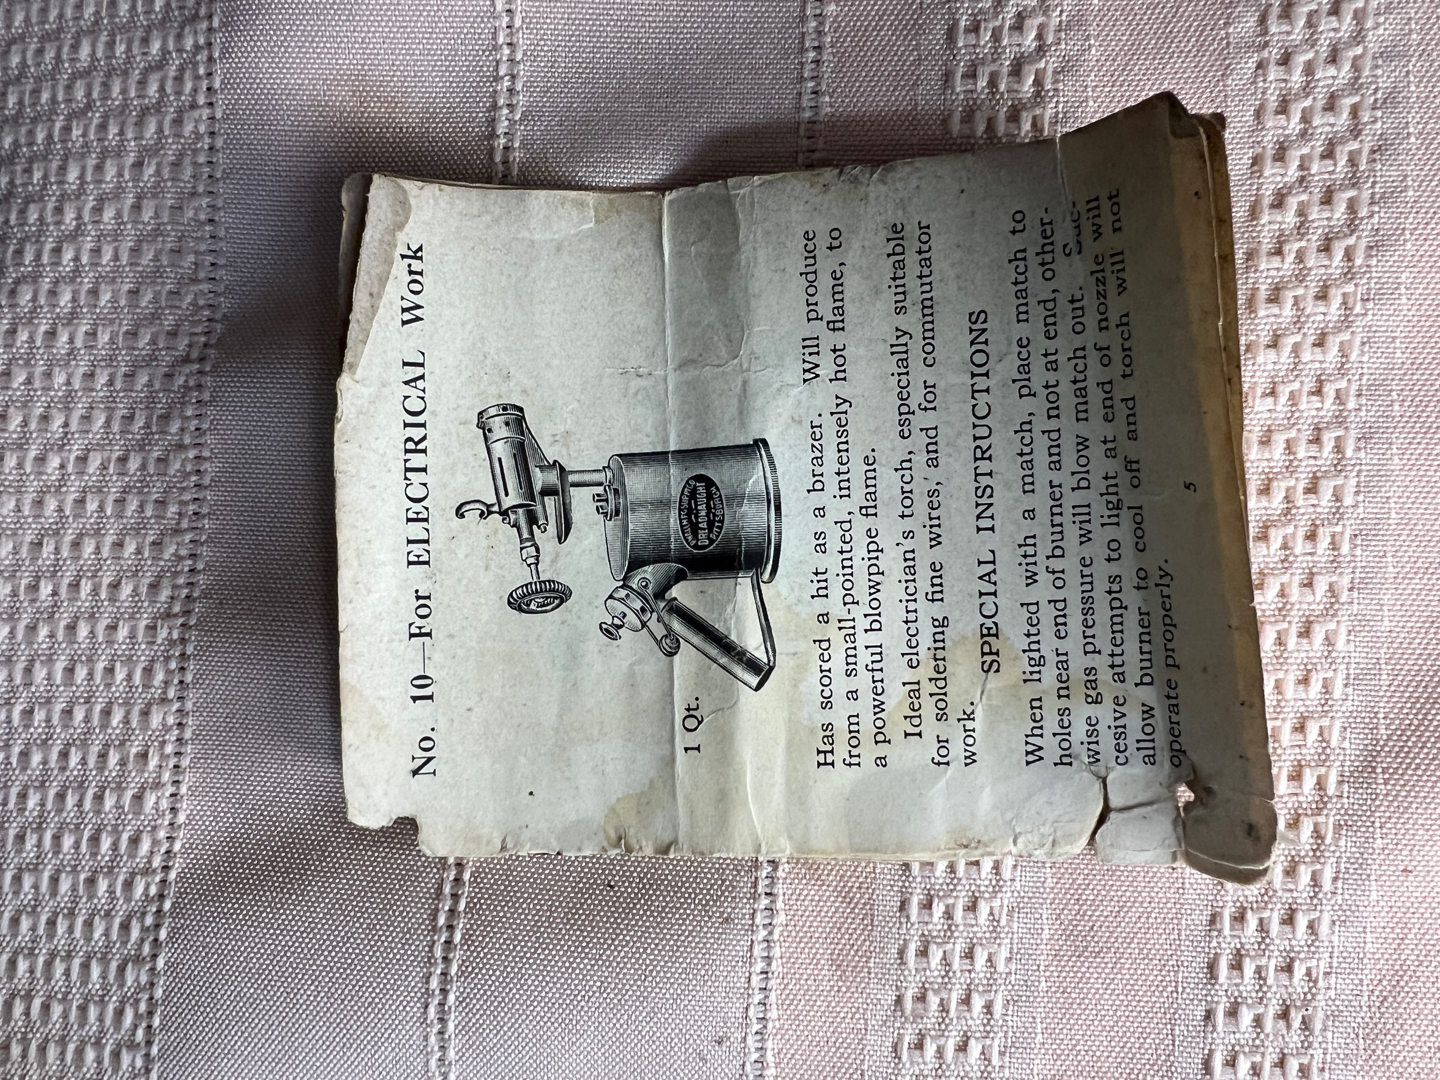 No. 10—For ELECTRICAL Work
DREADNAUGHT
PITTSBURGH
1 Qt.
Has scored a hit as a brazer. Will produce
from a small-pointed, intensely hot flame, to
a powerful blowpipe flame.
Ideal electrician's torch, especially suitable
for soldering fine wires, and for commutator
work.
SPECIAL INSTRUCTIONS
When lighted with a match, place match to
holes near end of burner and not at end, other-
wise gas pressure will blow match out. Suc-
cesive attempts to light at end of nozzle will
allow burner to cool off and torch will not
operate properly.
5